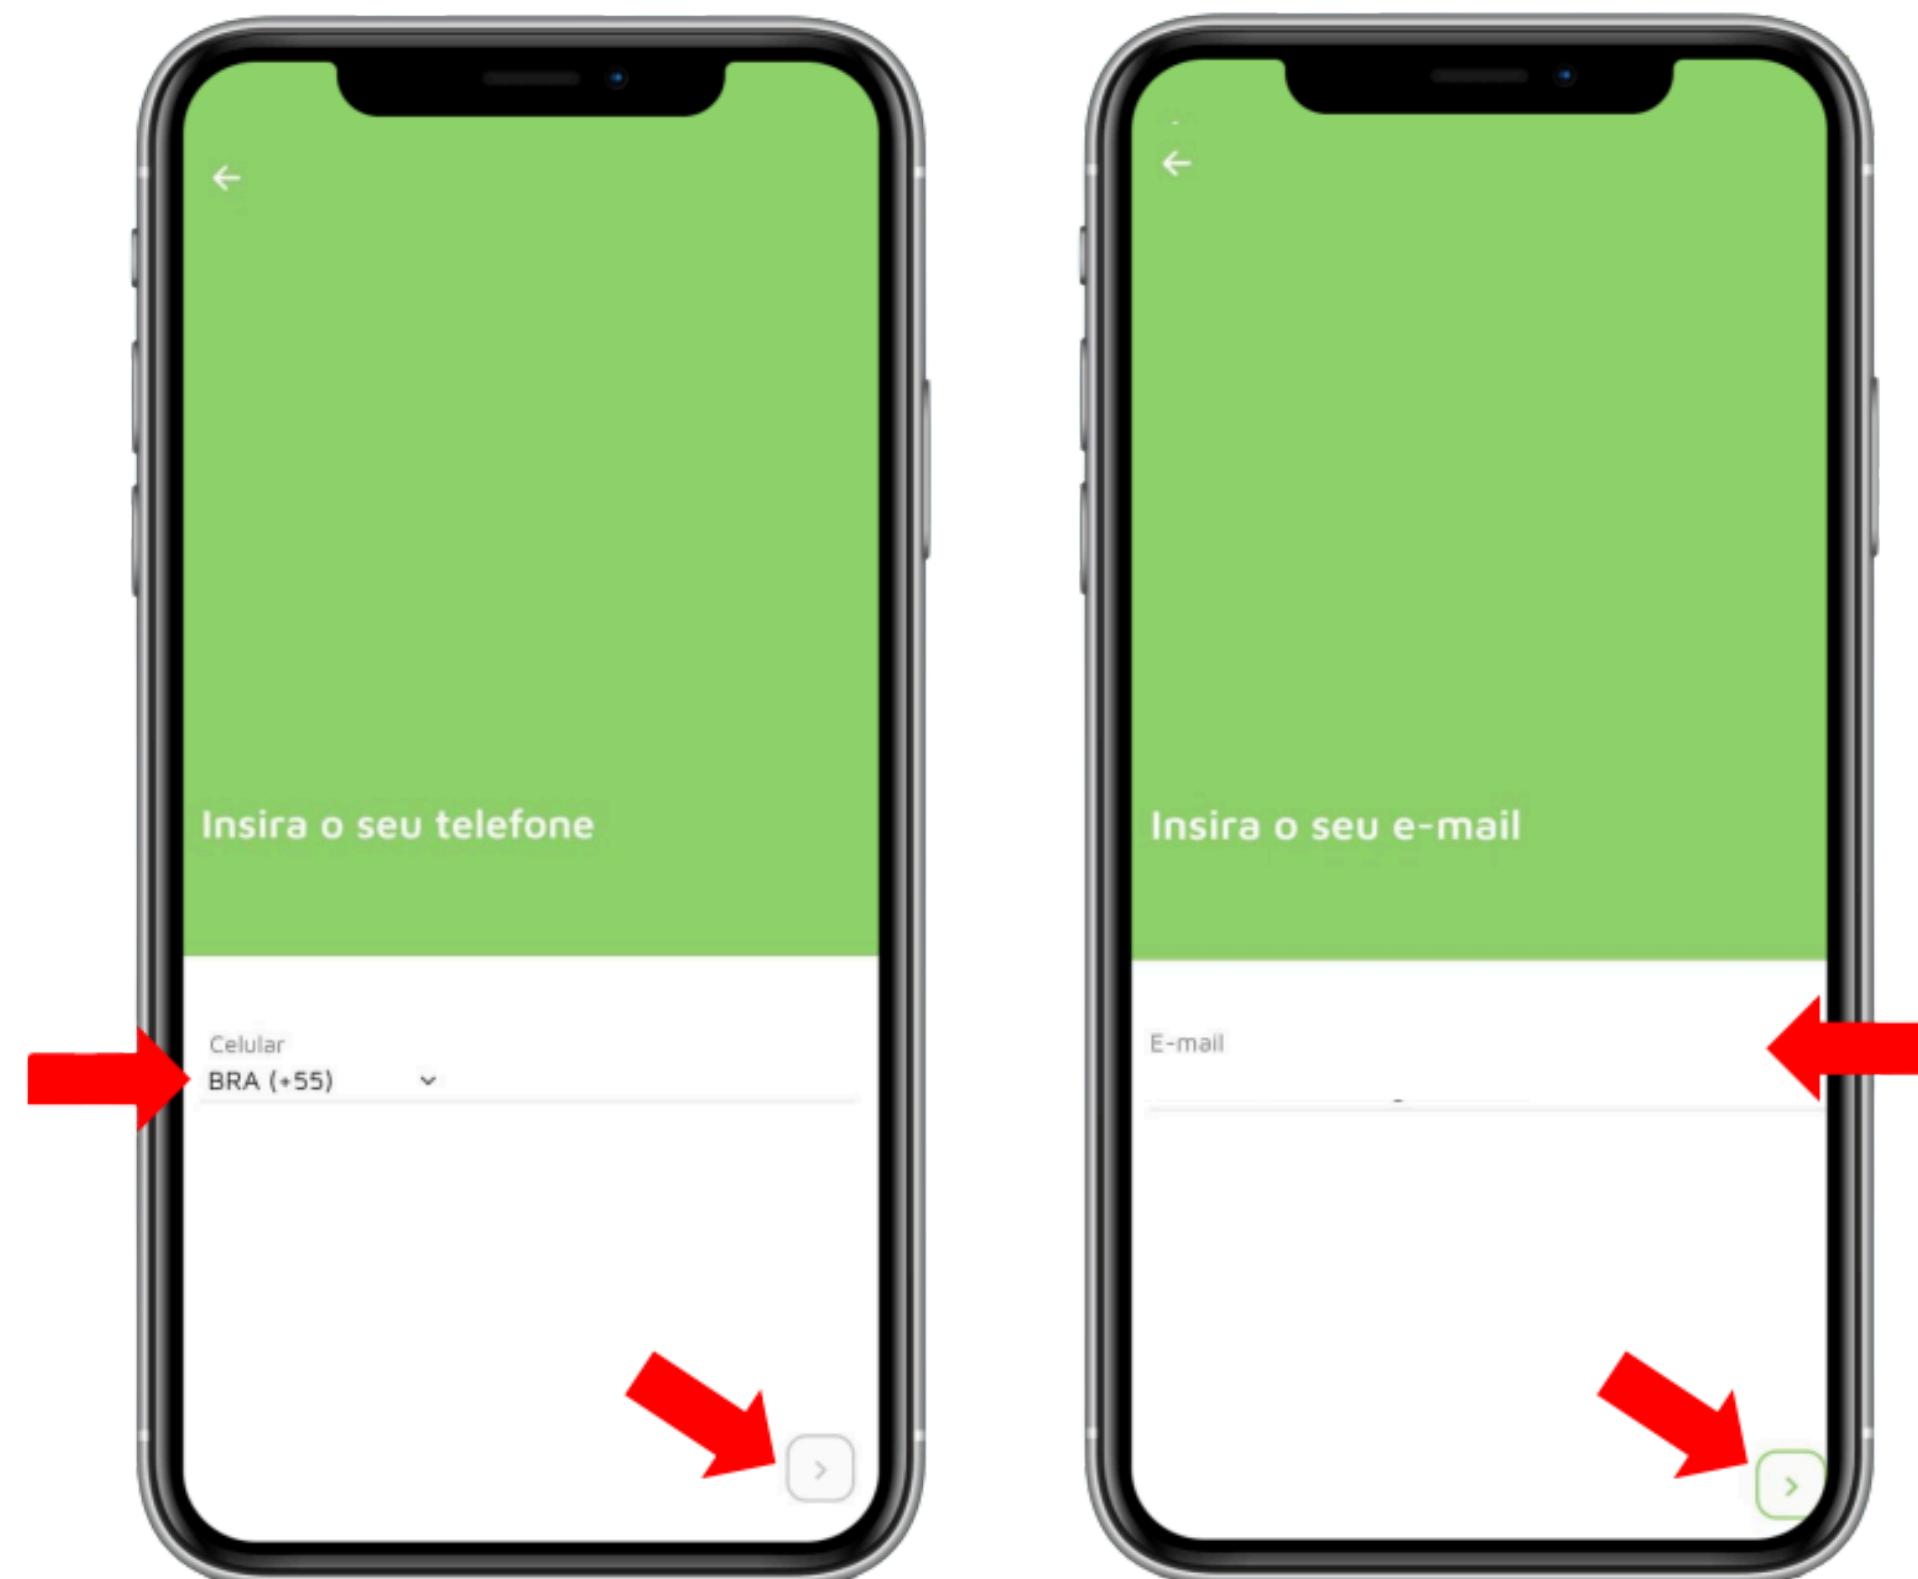 Insira o seu telefone
Celular
BRA (+55)
Insira o seu e-mail
E-mail